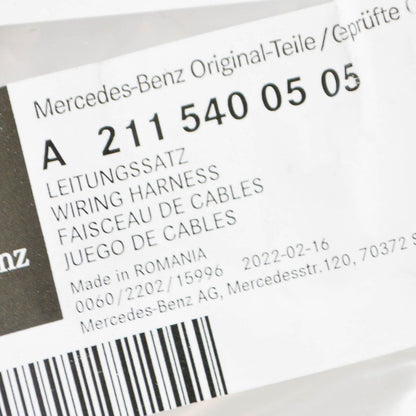 Mercedes-Benz Original-Teile / Geprüfte
A 211 540 05 05
LEITUNGSSATZ
WIRING HARNESS
FAISCEAU DE CABLES
JUEGO DE CABLES
Made in ROMANIA
0060/2202/15996 2022-02-16
Mercedes-Benz AG, Mercedesstr.120, 70372 S
nz